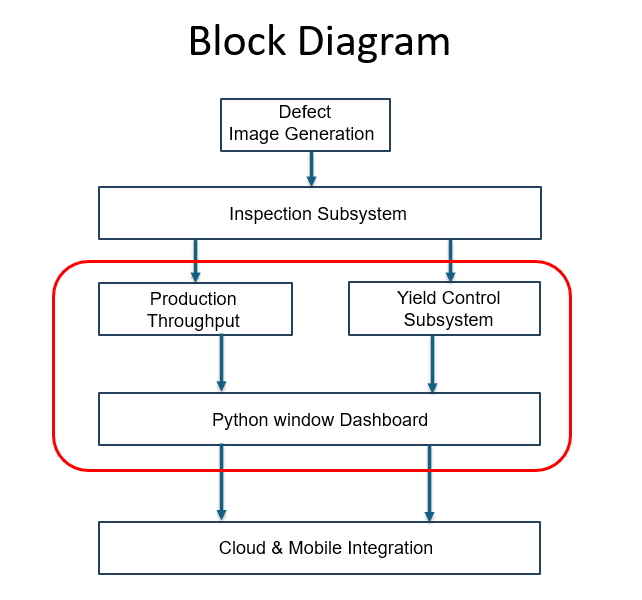 Block Diagram
Defect
Image Generation
Inspection Subsystem
Production
Throughput
Yield Control
Subsystem
Python window Dashboard
Cloud & Mobile Integration